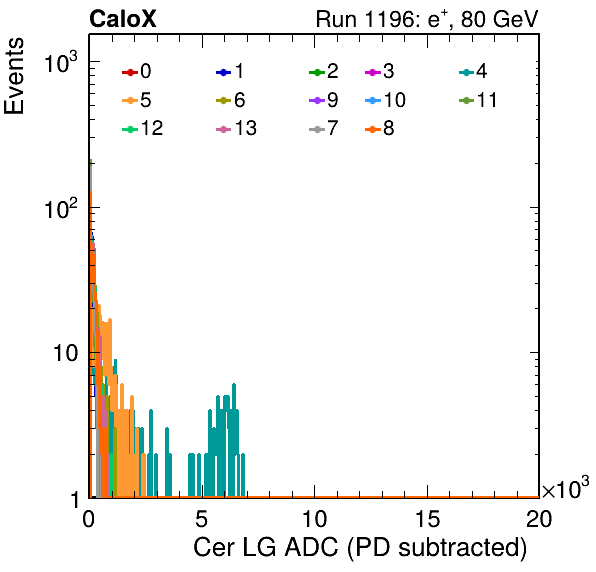 CaloX Run 1196: e⁺, 80 GeV
Events
10³
0 1 2 3 4
5 6 9 10 11
12 13 7 8
10²
10
1
0 5 10 15 20
×10³
Cer LG ADC (PD subtracted)